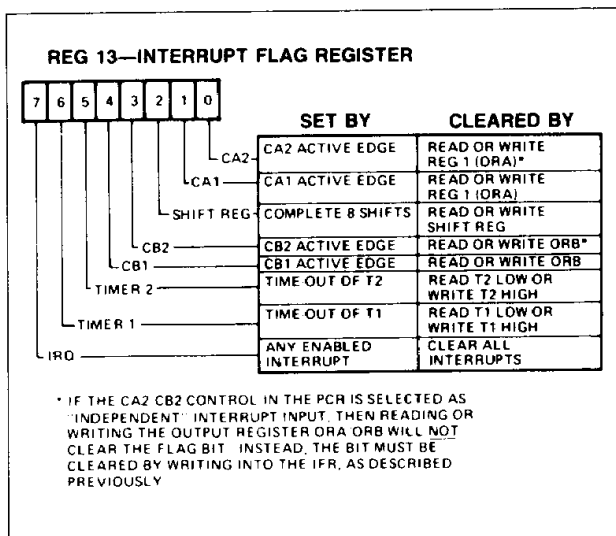 REG 13—INTERRUPT FLAG REGISTER
7 6 5 4 3 2 1 0
SET BY CLEARED BY
CA2 CA2 ACTIVE EDGE READ OR WRITE
REG 1 (ORA)*
CA1 CA1 ACTIVE EDGE READ OR WRITE
REG 1 (ORA)
SHIFT REG COMPLETE 8 SHIFTS READ OR WRITE
SHIFT REG
CB2 CB2 ACTIVE EDGE READ OR WRITE ORB*
CB1 CB1 ACTIVE EDGE READ OR WRITE ORB
TIMER 2 TIME OUT OF T2 READ T2 LOW OR
WRITE T2 HIGH
TIMER 1 TIME OUT OF T1 READ T1 LOW OR
WRITE T1 HIGH
IRQ ANY ENABLED CLEAR ALL
INTERRUPT INTERRUPTS
* IF THE CA2 CB2 CONTROL IN THE PCR IS SELECTED AS
"INDEPENDENT" INTERRUPT INPUT, THEN READING OR
WRITING THE OUTPUT REGISTER ORA ORB WILL NOT
CLEAR THE FLAG BIT INSTEAD, THE BIT MUST BE
CLEARED BY WRITING INTO THE IFR, AS DESCRIBED
PREVIOUSLY